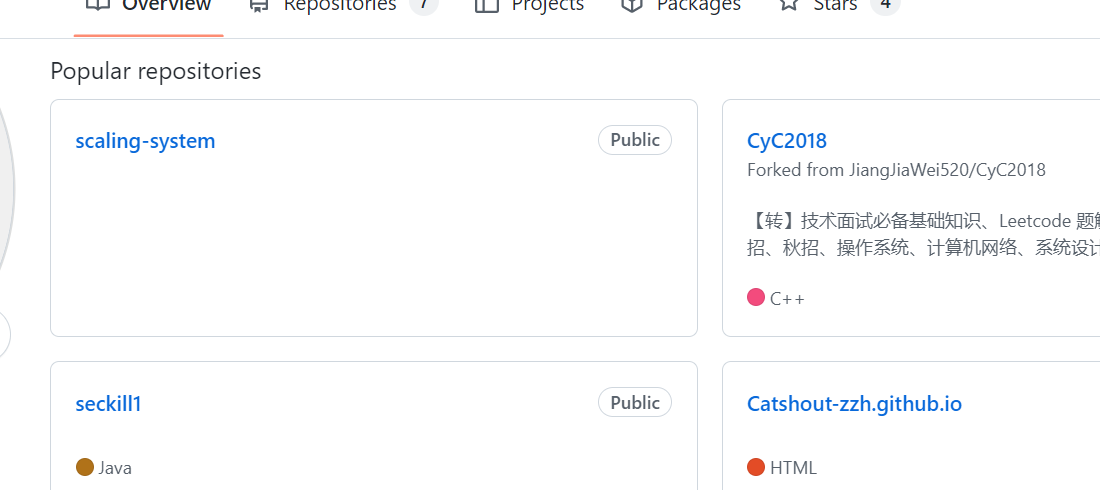 Overview Repositories 7 Projects Packages Stars 4
Popular repositories
scaling-system Public
seckill1 Public
Java
CyC2018
Forked from JiangJiaWei520/CyC2018
【转】技术面试必备基础知识、Leetcode 题
招、秋招、操作系统、计算机网络、系统设计
C++
Catshout-zzh.github.io
HTML